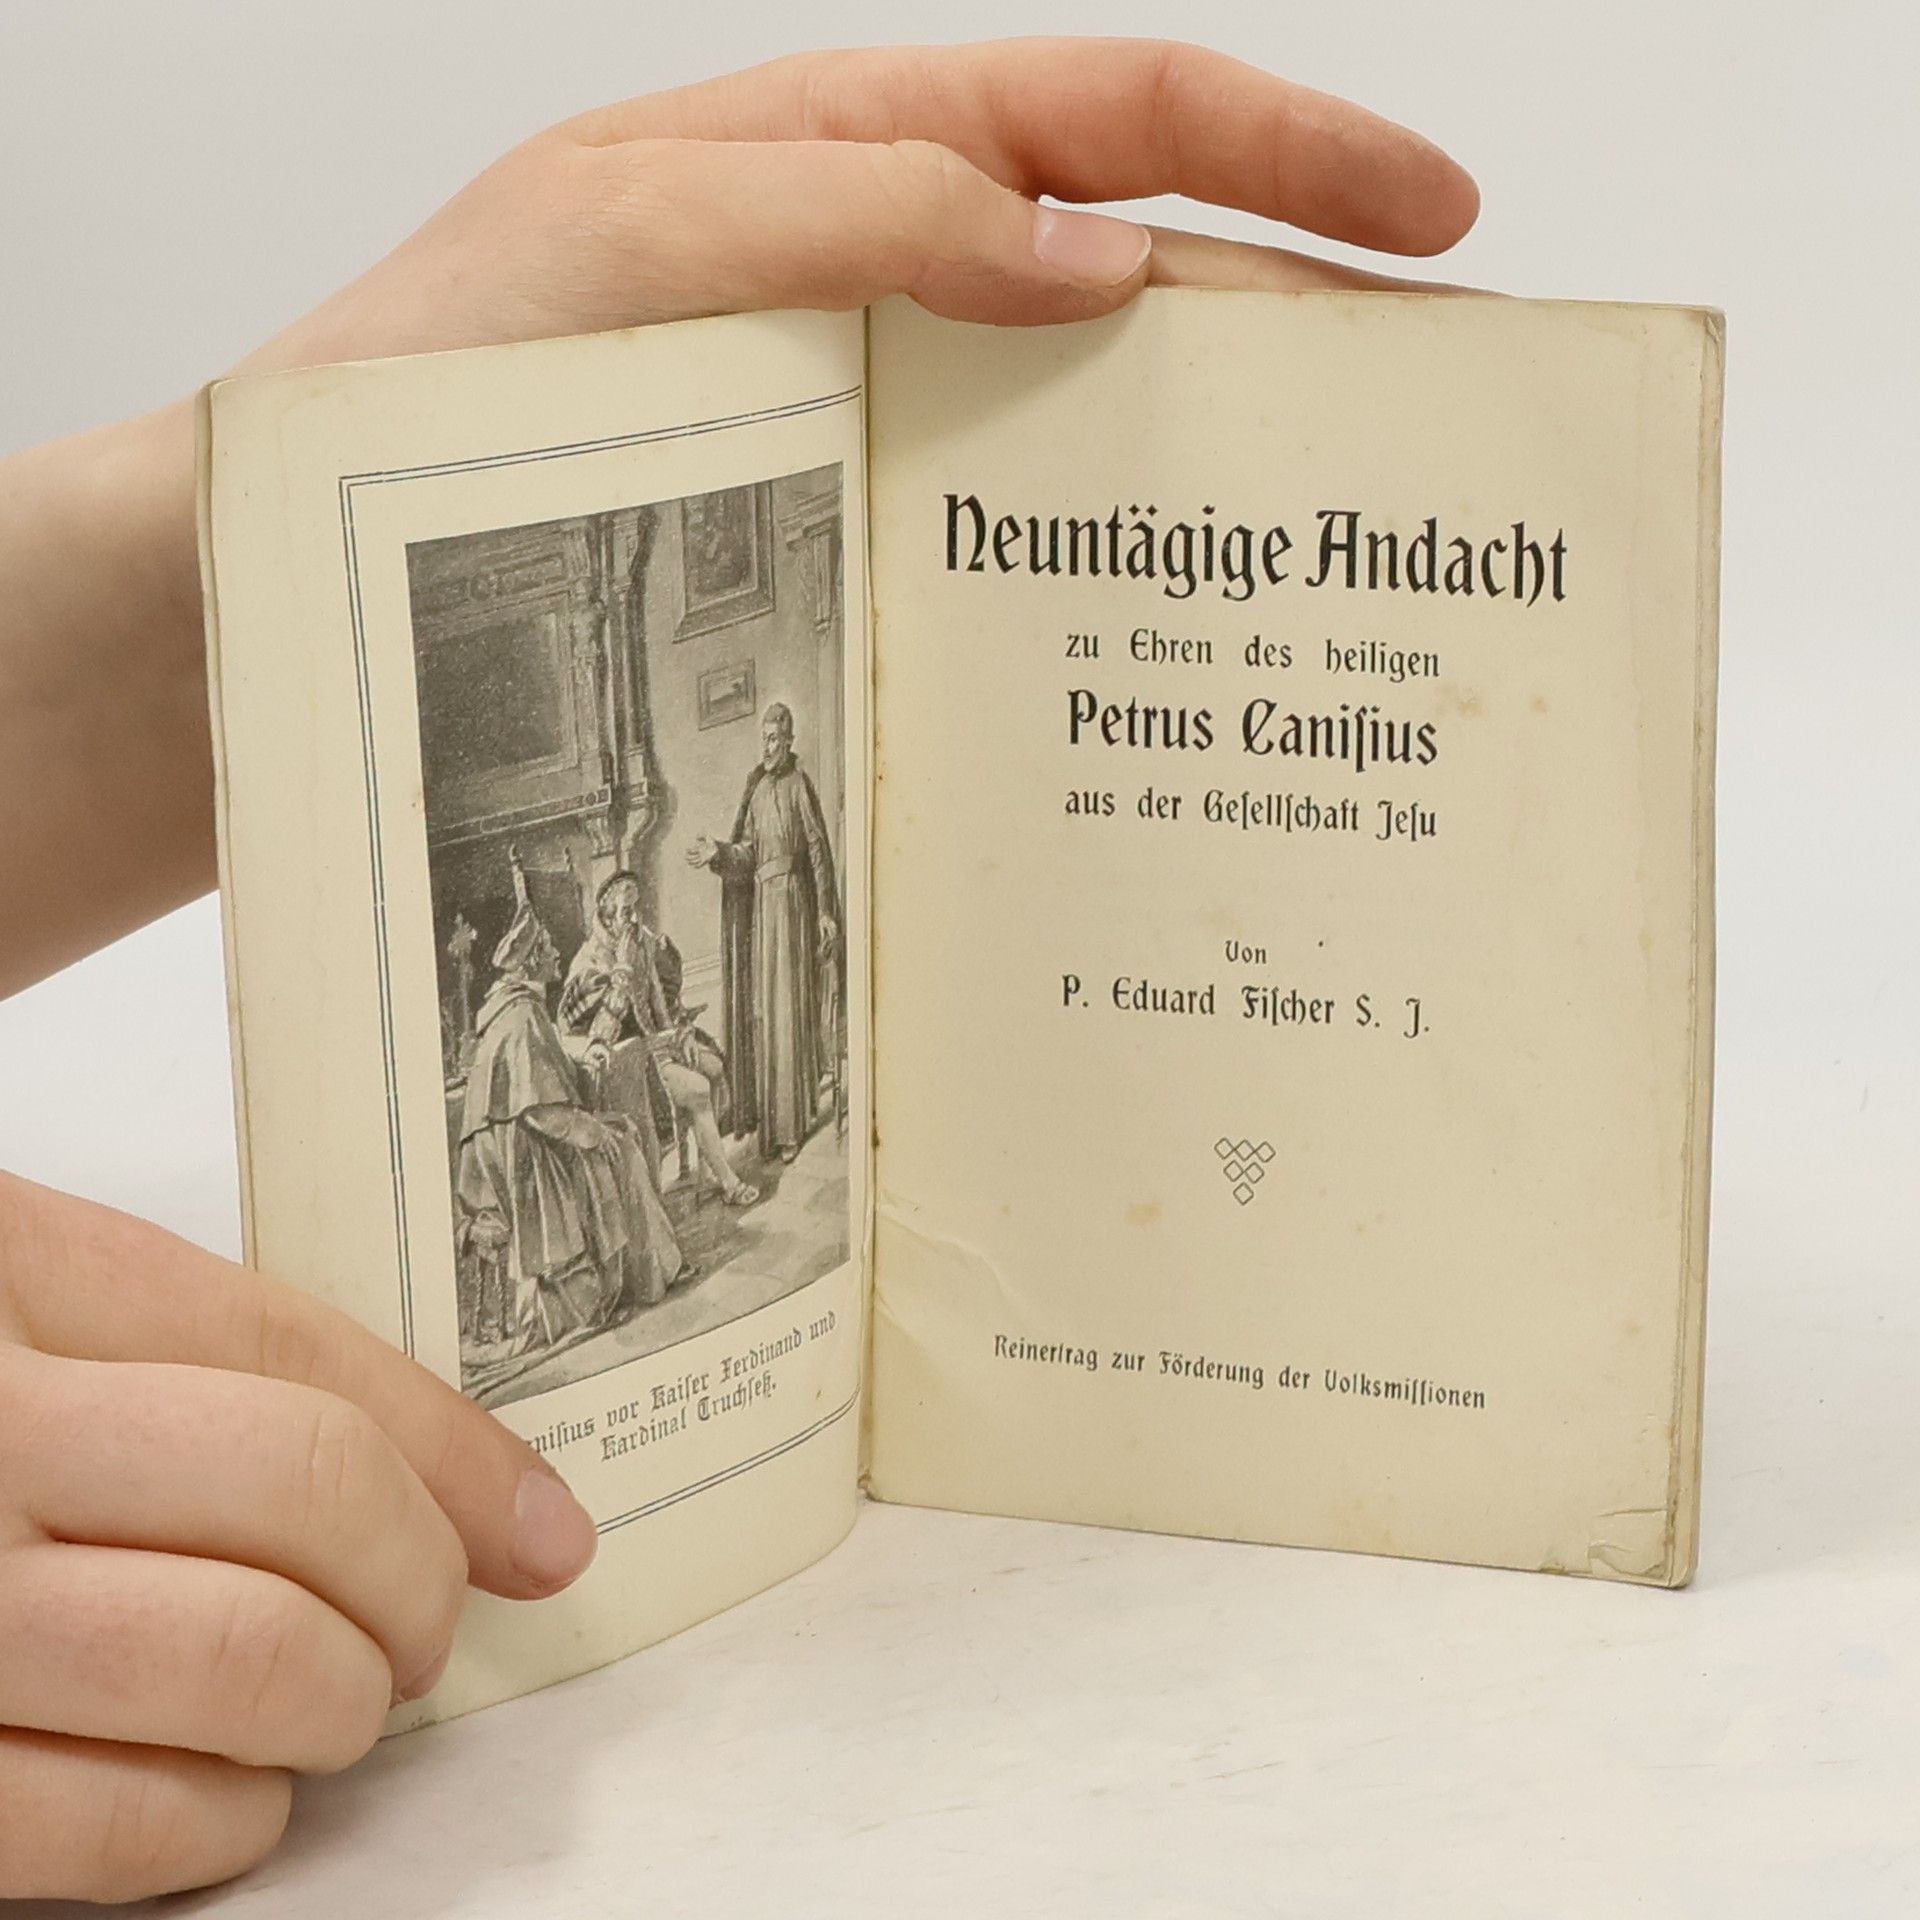 niſius vor Kaiſer Ferdinand und
Kardinal Truchſeß.
Neuntägige Andacht
zu Ehren des heiligen
Petrus Caniſius
aus der Geſellſchaft Jeſu
Von
P. Eduard Fiſcher S. J.
Reinertrag zur Förderung der Volksmiſſionen